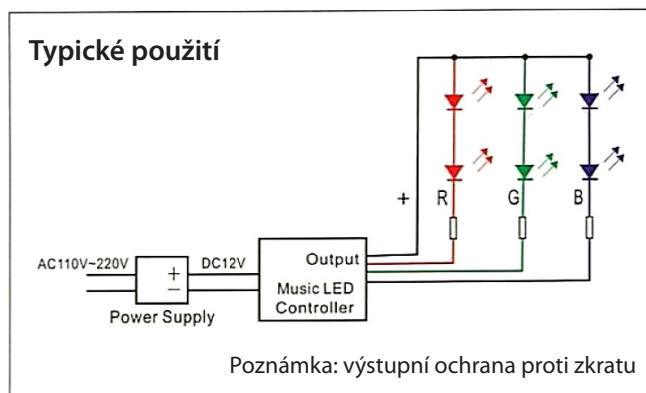 Typické použití
+
R
G
B
AC110V~220V
DC12V
+
−
Power Supply
Output
Music LED
Controller
Poznámka: výstupní ochrana proti zkratu